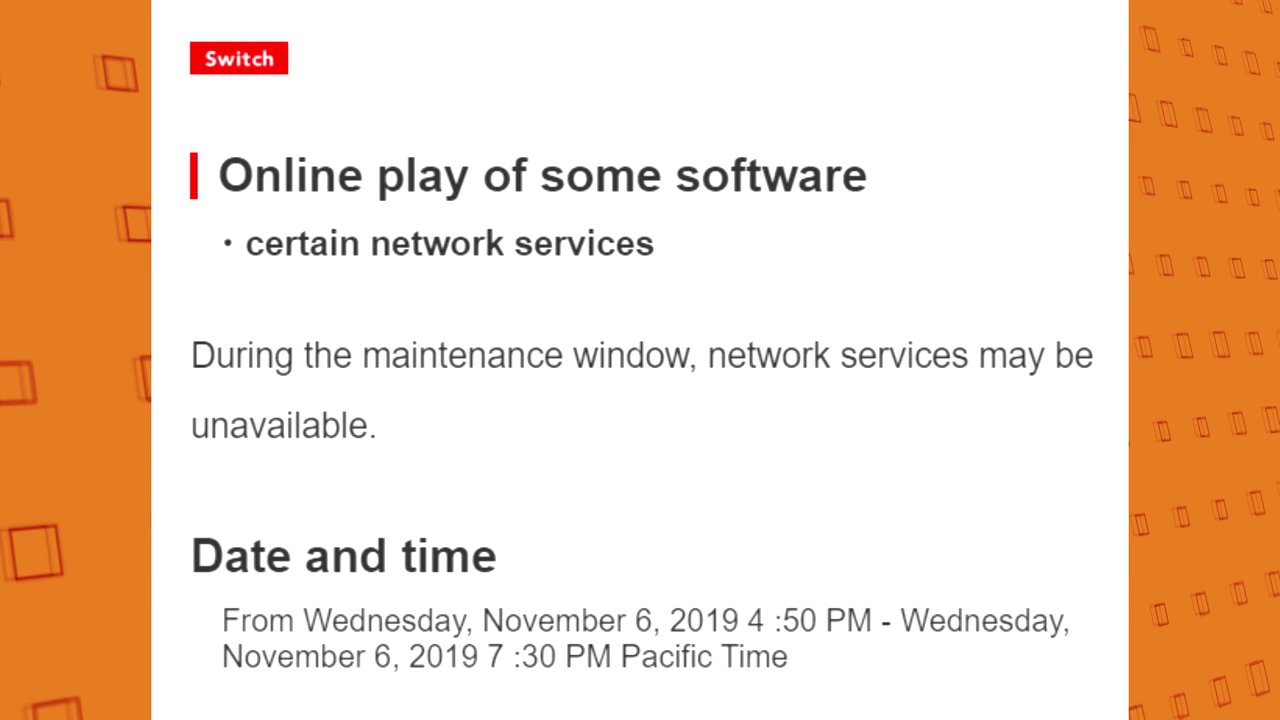 Switch
Online play of some software
・certain network services
During the maintenance window, network services may be
unavailable.
Date and time
From Wednesday, November 6, 2019 4 :50 PM - Wednesday,
November 6, 2019 7 :30 PM Pacific Time